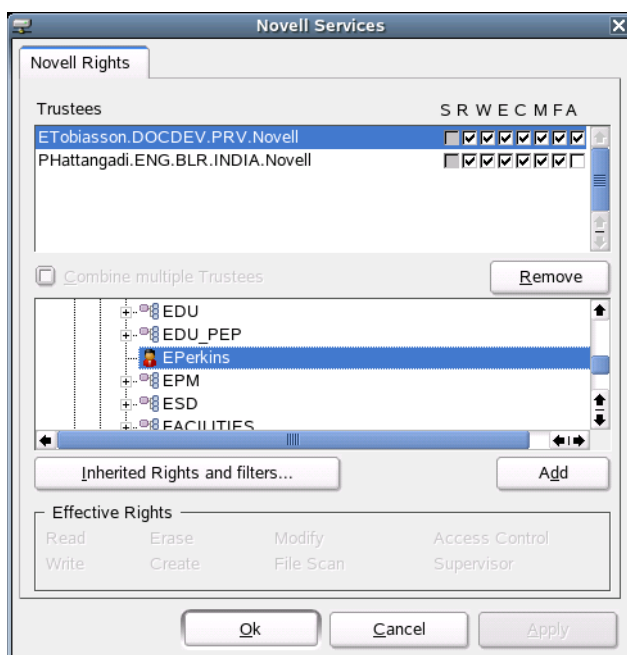 Novell Services
Novell Rights
Trustees S R W E C M F A
ETobiasson.DOCDEV.PRV.Novell
PHattangadi.ENG.BLR.INDIA.Novell
Combine multiple Trustees
Remove
EDU
EDU_PEP
EPerkins
EPM
ESD
FACILITIES
Inherited Rights and filters...
Add
Effective Rights
Read Erase Modify Access Control
Write Create File Scan Supervisor
Ok Cancel Apply